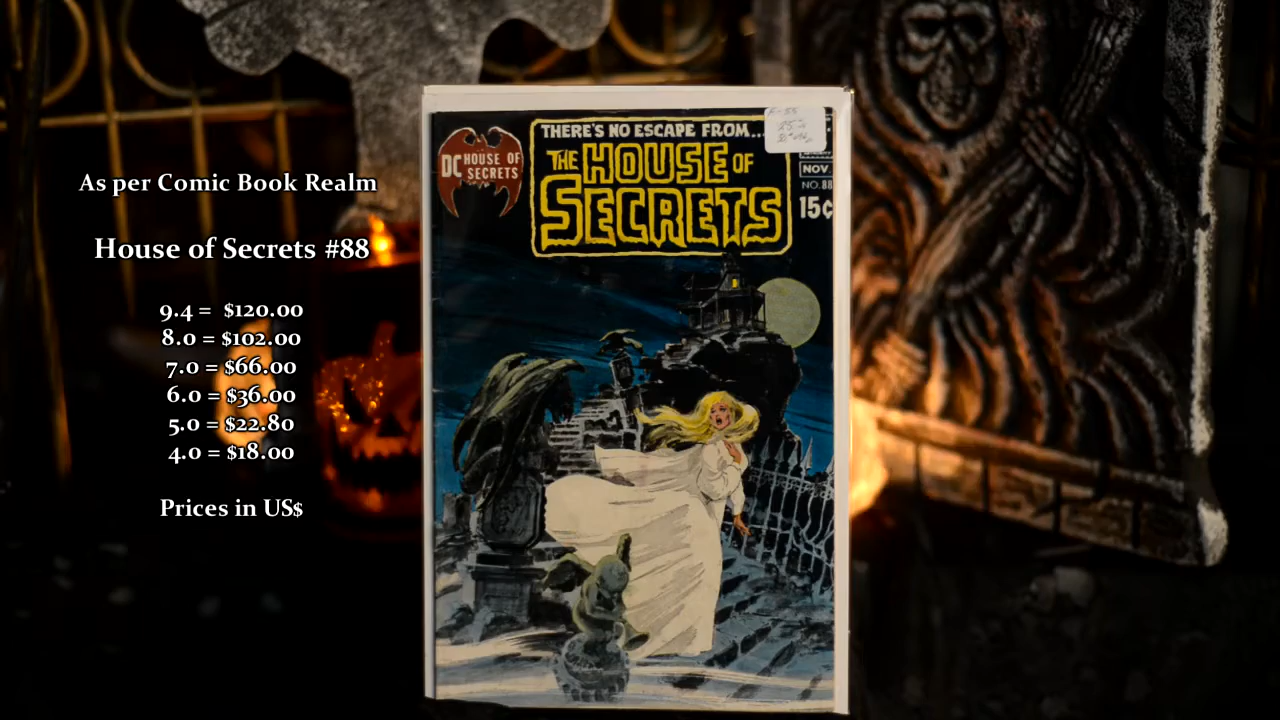 As per Comic Book Realm
House of Secrets #88
9.4 = $120.00
8.0 = $102.00
7.0 = $66.00
6.0 = $36.00
5.0 = $22.80
4.0 = $18.00
Prices in US$
THERE'S NO ESCAPE FROM...
THE HOUSE OF
SECRETS
DC HOUSE OF
SECRETS
NOV.
NO. 88
15¢